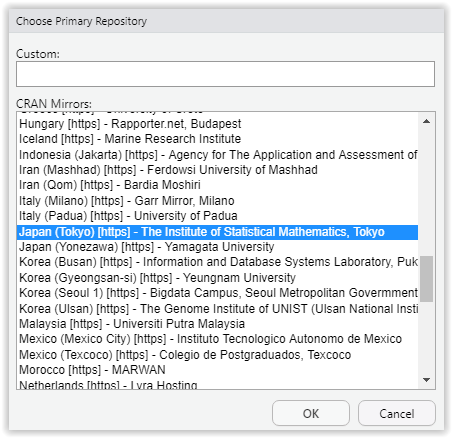 Choose Primary Repository
Custom:
CRAN Mirrors:
Hungary [https] - Rapporter.net, Budapest
Iceland [https] - Marine Research Institute
Indonesia (Jakarta) [https] - Agency for The Application and Assessment of
Iran (Mashhad) [https] - Ferdowsi University of Mashhad
Iran (Qom) [https] - Bardia Moshiri
Italy (Milano) [https] - Garr Mirror, Milano
Italy (Padua) [https] - University of Padua
Japan (Tokyo) [https] - The Institute of Statistical Mathematics, Tokyo
Japan (Yonezawa) [https] - Yamagata University
Korea (Busan) [https] - Information and Database Systems Laboratory, Puk
Korea (Gyeongsan-si) [https] - Yeungnam University
Korea (Seoul 1) [https] - Bigdata Campus, Seoul Metropolitan Government
Korea (Ulsan) [https] - The Genome Institute of UNIST (Ulsan National Insti
Malaysia [https] - Universiti Putra Malaysia
Mexico (Mexico City) [https] - Instituto Tecnologico Autonomo de Mexico
Mexico (Texcoco) [https] - Colegio de Postgraduados, Texcoco
Morocco [https] - MARWAN
Netherlands [https] - Lyra Hosting
OK Cancel